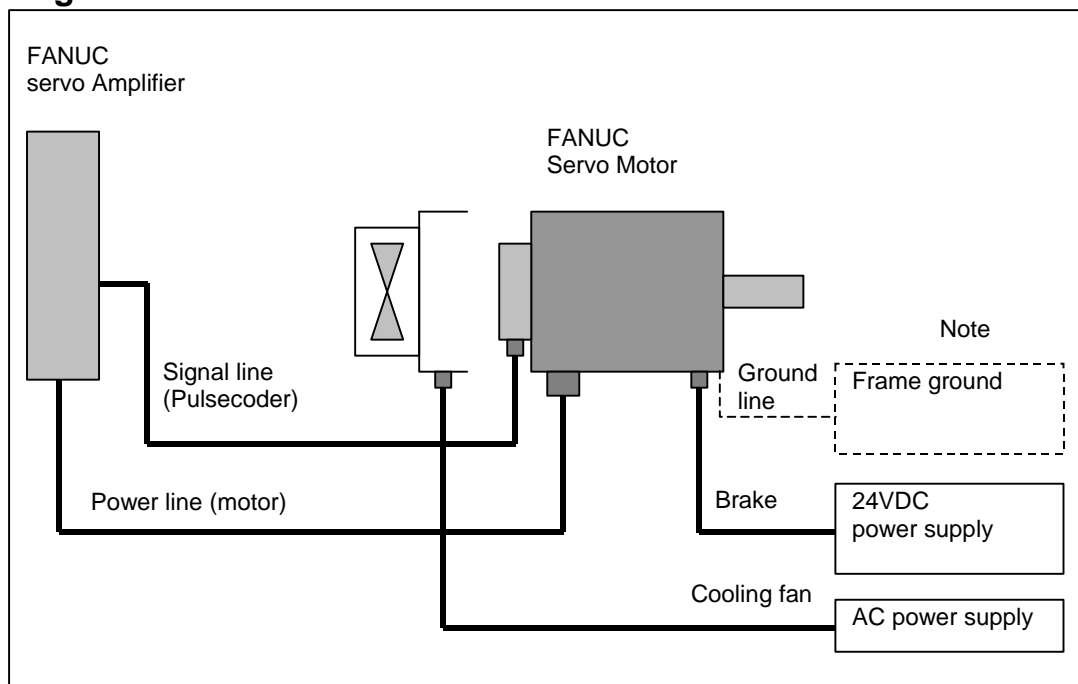 FANUC
servo Amplifier
FANUC
Servo Motor
Note
Signal line
(Pulsecoder)
Ground
line
Frame ground
Power line (motor)
Brake
24VDC
power supply
Cooling fan
AC power supply